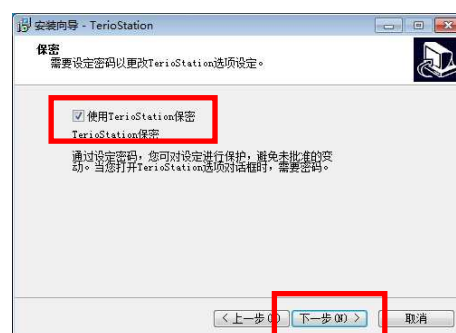 安装向导 - TerioStation
保密
需要设定密码以更改TerioStation选项设定。
使用TerioStation保密
TerioStation保密
通过设定密码，您可对设定进行保护，避免未批准的变
动。当您打开TerioStation选项对话框时，需要密码。
<上一步 下一步(N) > 取消